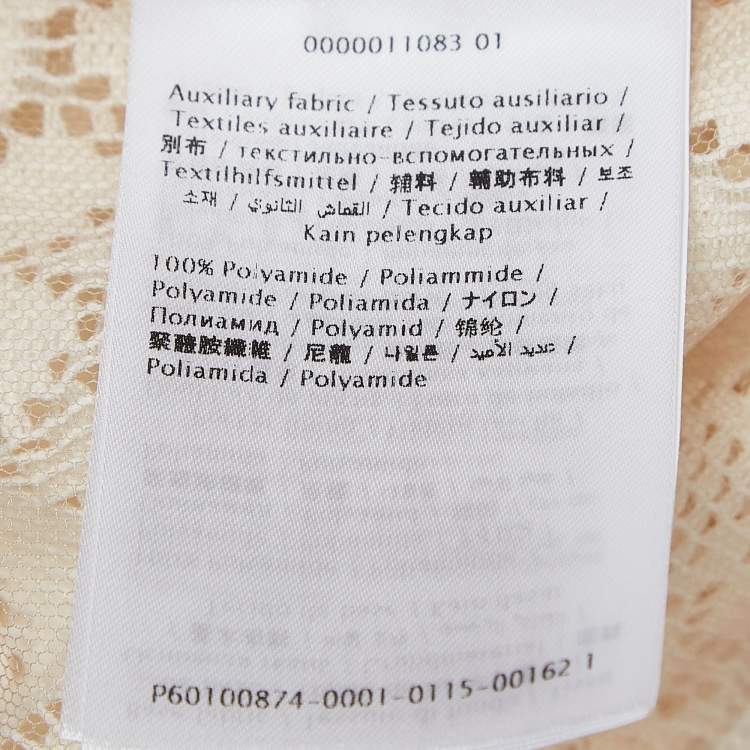 0000011083 01
Auxiliary fabric / Tessuto ausiliario /
Textiles auxiliaire / Tejido auxiliar /
別布 / текстильно-вспомогательных /
Textilhilfsmittel / 辅料 / 輔助布料 / 보조
소재 / القماش الثانوي / Tecido auxiliar /
Kain pelengkap
100% Polyamide / Poliammide /
Polyamide / Poliamida / ナイロン /
Полиамид / Polyamid / 锦纶 /
聚醯胺纖維 / 尼龍 / 나일론 / عديد الأميد /
Poliamida / Polyamide
P60100874-0001-0115-00162 1